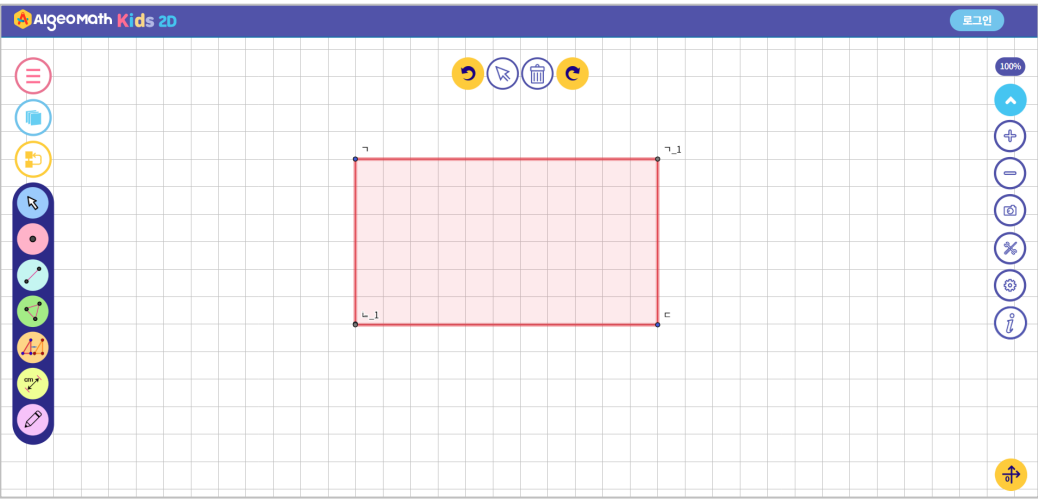 AlgeoMath Kids 2D
로그인
100%
ㄱ
ㄱ_1
ㄴ_1
ㄷ
cm